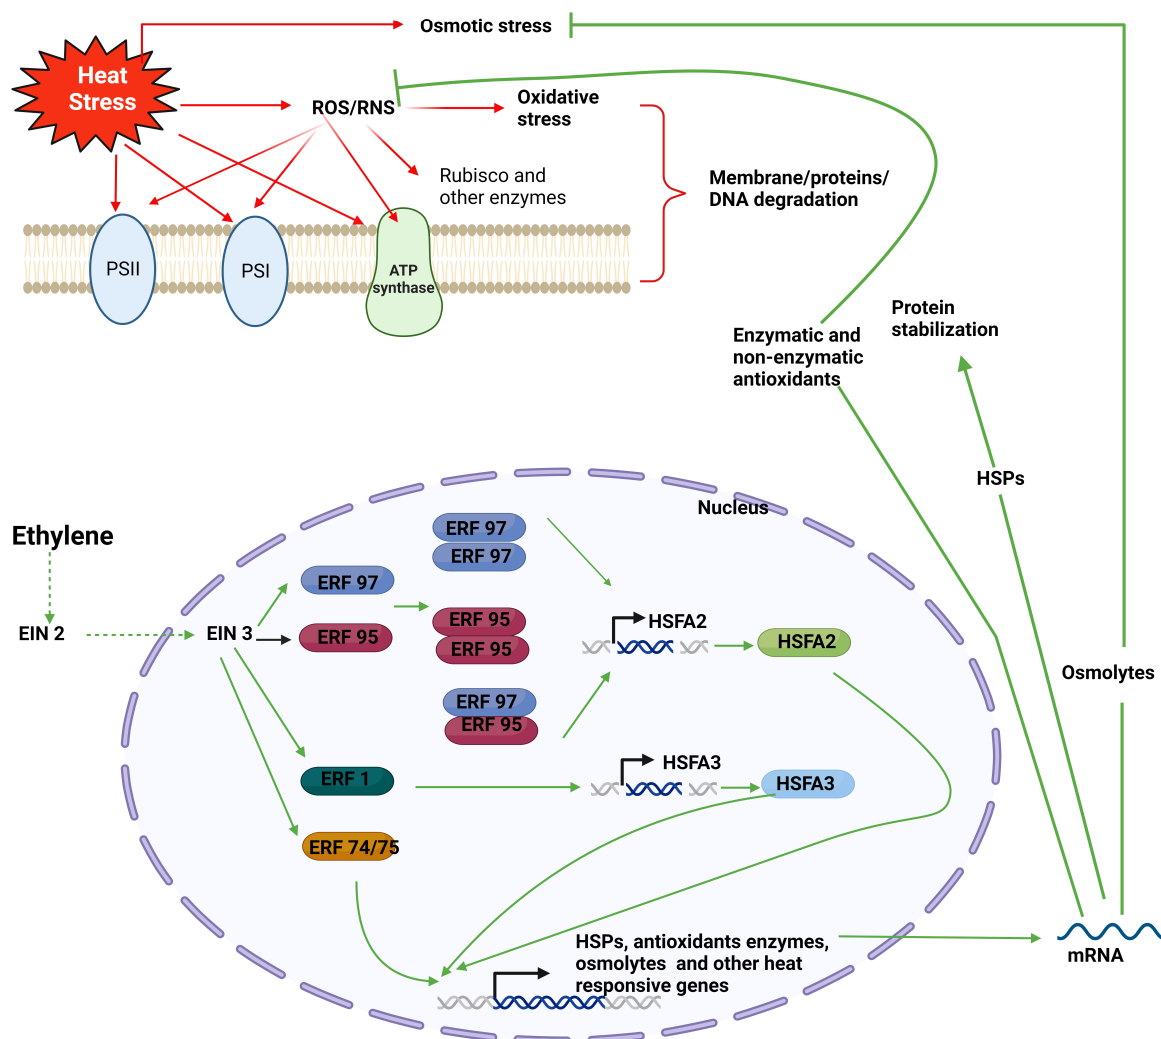 Osmotic stress
Heat
Stress
ROS/RNS
Oxidative
stress
Rubisco and
other enzymes
Membrane/proteins/
DNA degradation
PSII
PSI
ATP
synthase
Protein
stabilization
Enzymatic and
non-enzymatic
antioxidants
HSPs
Nucleus
Ethylene
ERF 97
ERF 97
ERF 97
EIN 2
EIN 3
ERF 95
ERF 95
ERF 95
HSFA2
HSFA2
Osmolytes
ERF 97
ERF 95
ERF 1
HSFA3
HSFA3
ERF 74/75
HSPs, antioxidants enzymes,
osmolytes and other heat
responsive genes
mRNA